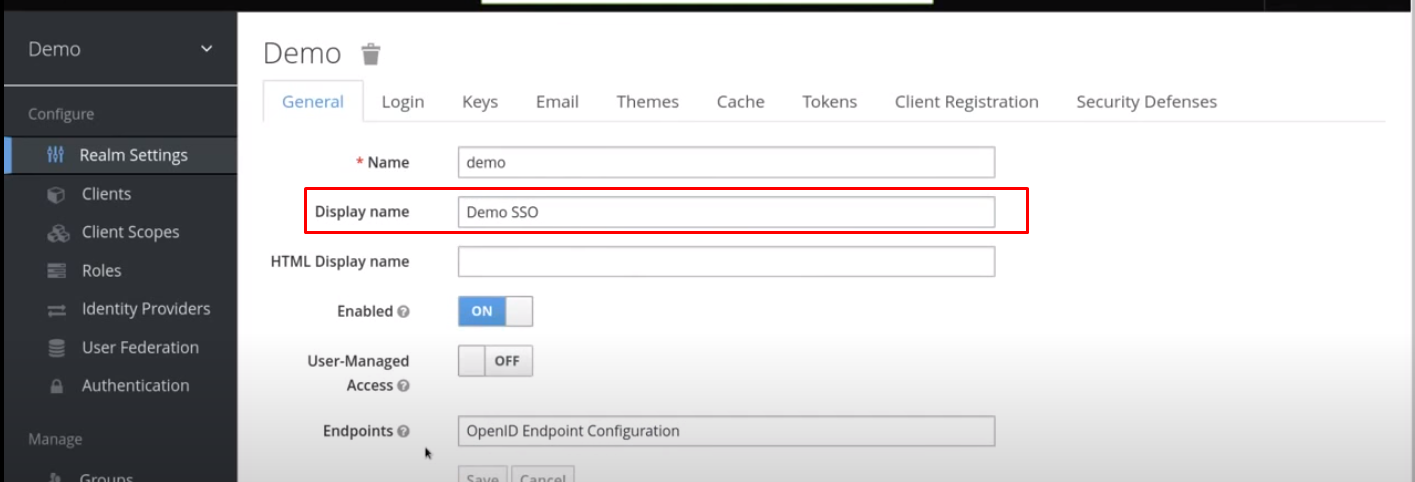 Demo
Configure
Realm Settings
Clients
Client Scopes
Roles
Identity Providers
User Federation
Authentication
Manage
Groups
Demo
General Login Keys Email Themes Cache Tokens Client Registration Security Defenses
* Name demo
Display name Demo SSO
HTML Display name
Enabled ON
User-Managed
Access OFF
Endpoints OpenID Endpoint Configuration
Save Cancel